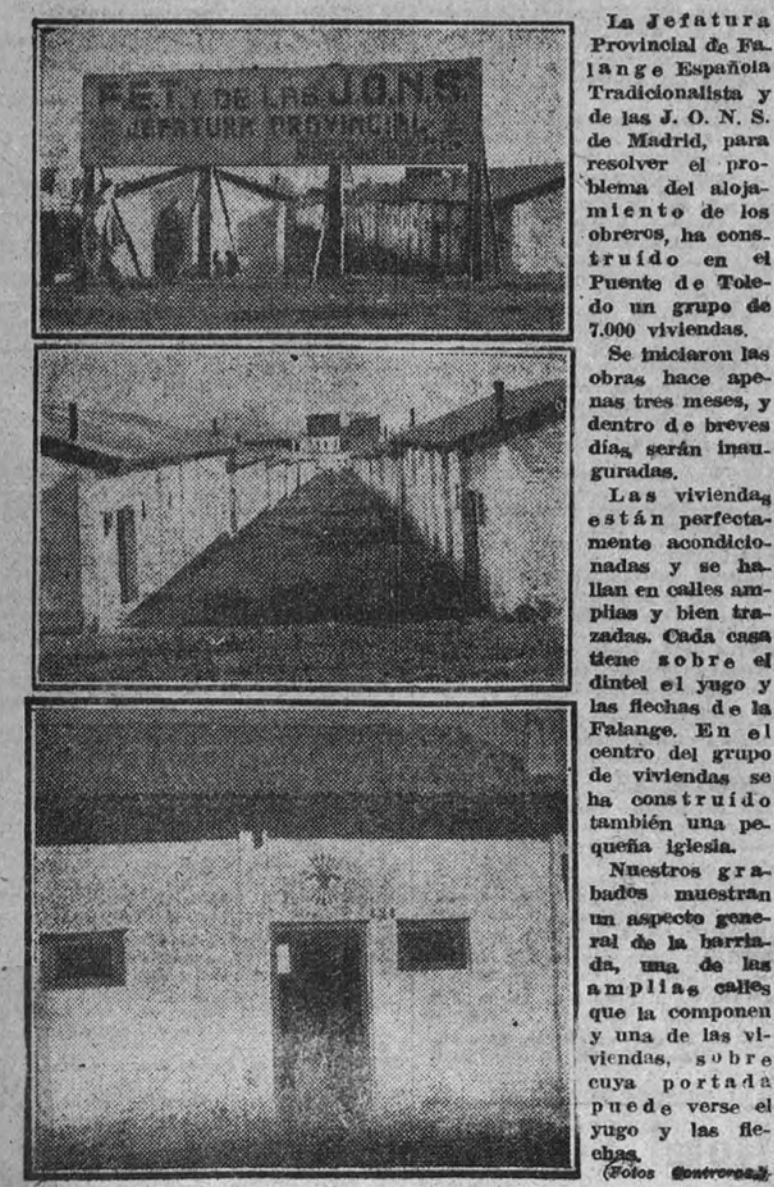 F.E.T. Y DE LAS J.O.N.S.
JEFATURA PROVINCIAL
La Jefatura
Provincial de Fa-
lange Española
Tradicionalista y
de las J. O. N. S.
de Madrid, para
resolver el pro-
blema del aloja-
miento de los
obreros, ha cons-
truído en el
Puente de Tole-
do un grupo de
7.000 viviendas.
Se iniciaron las
obras hace ape-
nas tres meses, y
dentro de breves
días serán inau-
guradas.
Las viviendas
están perfecta-
mente acondicio-
nadas y se ha-
llan en calles am-
plias y bien tra-
zadas. Cada casa
tiene sobre el
dintel el yugo y
las flechas de la
Falange. En el
centro del grupo
de viviendas se
ha construído
también una pe-
queña iglesia.
Nuestros gra-
bados muestran
un aspecto gene-
ral de la barria-
da, una de las
amplias calles
que la componen
y una de las vi-
viendas, sobre
cuya portada
puede verse el
yugo y las fle-
chas.
(Fotos Contreras.)